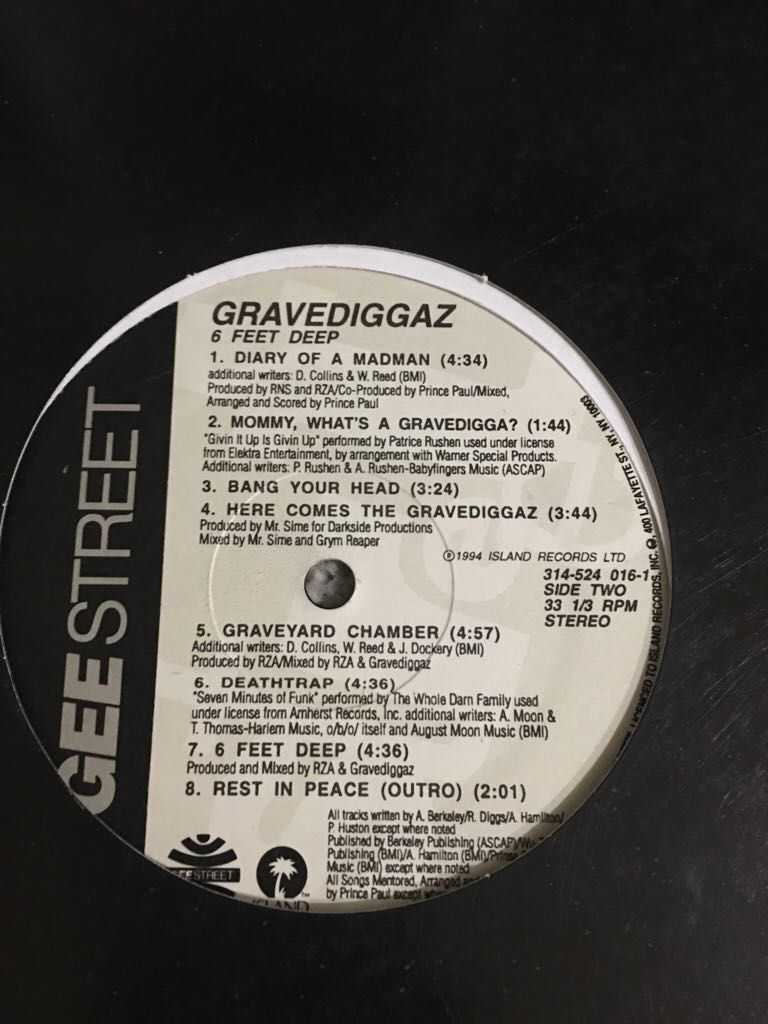 GRAVEDIGGAZ
6 FEET DEEP
1. DIARY OF A MADMAN (4:34)
additional writers: D. Collins & W. Reed (BMI)
Produced by RNS and RZA/Co-Produced by Prince Paul/Mixed,
Arranged and Scored by Prince Paul
2. MOMMY, WHAT'S A GRAVEDIGGA? (1:44)
"Givin It Up Is Givin Up" performed by Patrice Rushen used under license
from Elektra Entertainment, by arrangement with Warner Special Products.
Additional writers: P. Rushen & A. Rushen-Babyfingers Music (ASCAP)
3. BANG YOUR HEAD (3:24)
4. HERE COMES THE GRAVEDIGGAZ (3:44)
Produced by Mr. Sime for Darkside Productions
Mixed by Mr. Sime and Grym Reaper
℗1994 ISLAND RECORDS LTD
314-524 016-1
SIDE TWO
33 1/3 RPM
STEREO
5. GRAVEYARD CHAMBER (4:57)
Additional writers: D. Collins, W. Reed & J. Dockery (BMI)
Produced by RZA/Mixed by RZA & Gravediggaz
6. DEATHTRAP (4:36)
"Seven Minutes of Funk" performed by The Whole Darn Family used
under license from Amherst Records, Inc. additional writers: A. Moon &
T. Thomas-Harlem Music, o/b/o/ itself and August Moon Music (BMI)
7. 6 FEET DEEP (4:36)
Produced and Mixed by RZA & Gravediggaz
8. REST IN PEACE (OUTRO) (2:01)
All tracks written by A. Berkeley/R. Diggs/A. Hamilton/
P. Huston except where noted
Published by Berkeley Publishing (ASCAP)/Wu-
Publishing (BMI)/A. Hamilton (BMI)/Prince
Music (BMI) except where noted
All Songs Mentored, Arranged and
by Prince Paul except
GEE STREET
GEE STREET
ISLAND
TM
LICENCED TO ISLAND RECORDS, INC. 400 LAFAYETTE ST., NY, NY 10003